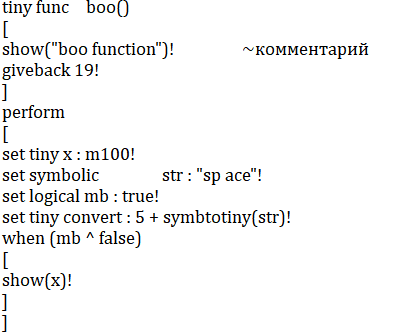 tiny func    boo()
[
show("boo function")!                ~комментарий
giveback 19!
]
perform
[
set tiny x : m100!
set symbolic              str : "sp ace"!
set logical mb : true!
set tiny convert : 5 + symbtotiny(str)!
when (mb ^ false)
[
show(x)!
]
]